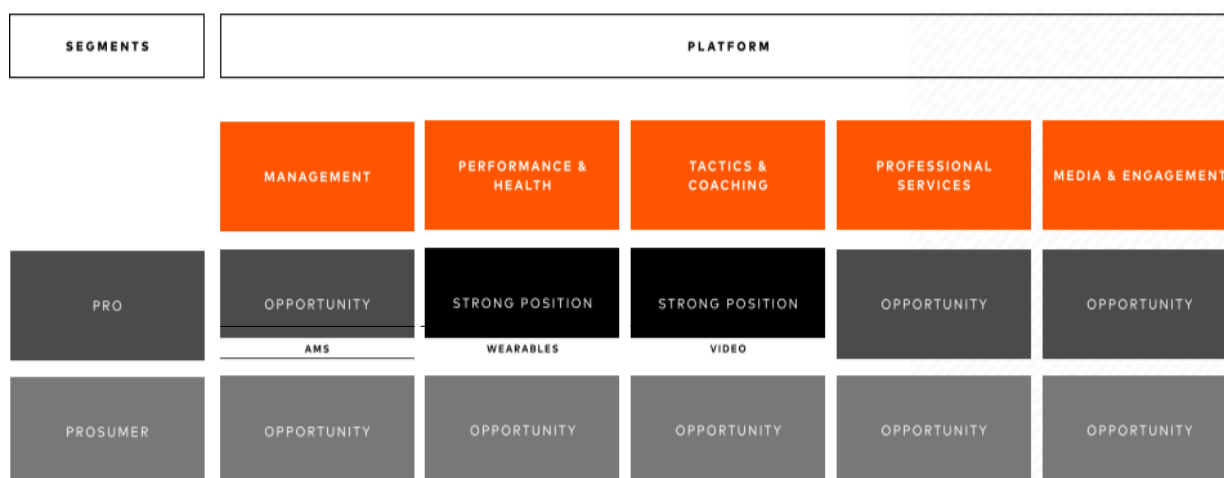 SEGMENTS
PLATFORM
MANAGEMENT
PERFORMANCE &
HEALTH
TACTICS &
COACHING
PROFESSIONAL
SERVICES
MEDIA & ENGAGEMENT
PRO
OPPORTUNITY
STRONG POSITION
STRONG POSITION
OPPORTUNITY
OPPORTUNITY
AMS
WEARABLES
VIDEO
PROSUMER
OPPORTUNITY
OPPORTUNITY
OPPORTUNITY
OPPORTUNITY
OPPORTUNITY